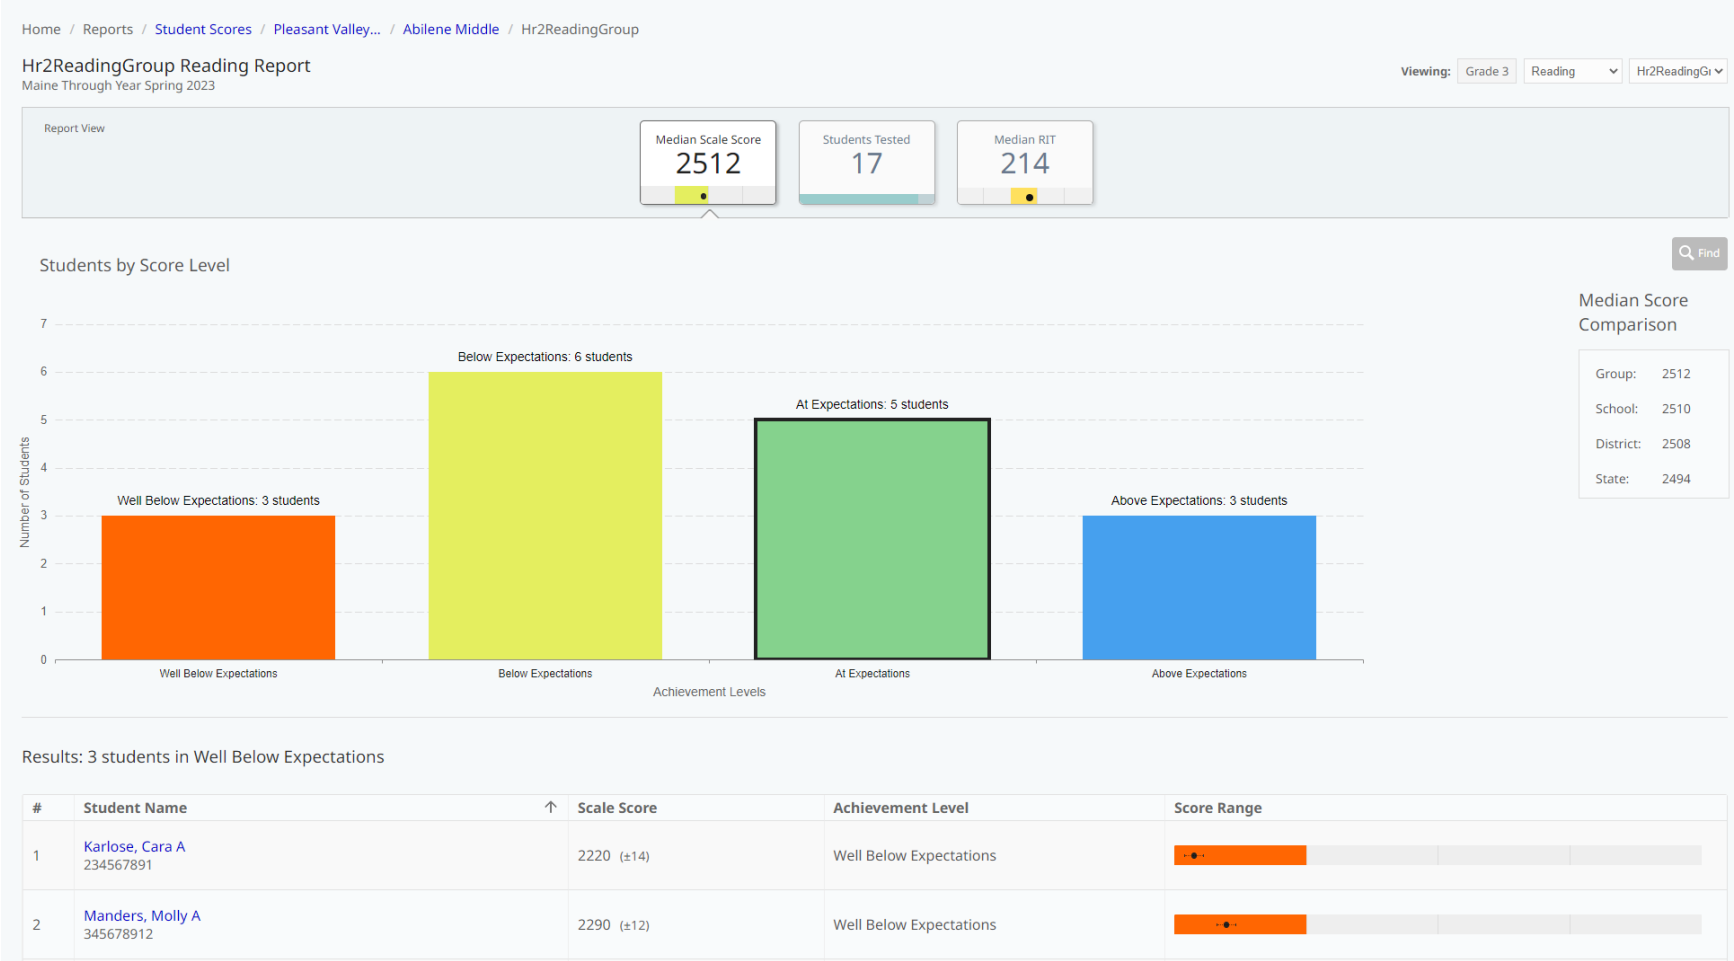 Home / Reports / Student Scores / Pleasant Valley... / Abilene Middle / Hr2ReadingGroup
Hr2ReadingGroup Reading Report
Maine Through Year Spring 2023
Viewing: Grade 3 Reading Hr2ReadingGr
Report View
Median Scale Score
2512
Students Tested
17
Median RIT
214
Find
Students by Score Level
Median Score
Comparison
Group: 2512
School: 2510
District: 2508
State: 2494
7
6
5
4
3
2
1
0
Number of Students
Well Below Expectations: 3 students
Below Expectations: 6 students
At Expectations: 5 students
Above Expectations: 3 students
Well Below Expectations
Below Expectations
At Expectations
Above Expectations
Achievement Levels
Results: 3 students in Well Below Expectations
# Student Name Scale Score Achievement Level Score Range
1 Karlose, Cara A 2220 (±14) Well Below Expectations
234567891
2 Manders, Molly A 2290 (±12) Well Below Expectations
345678912